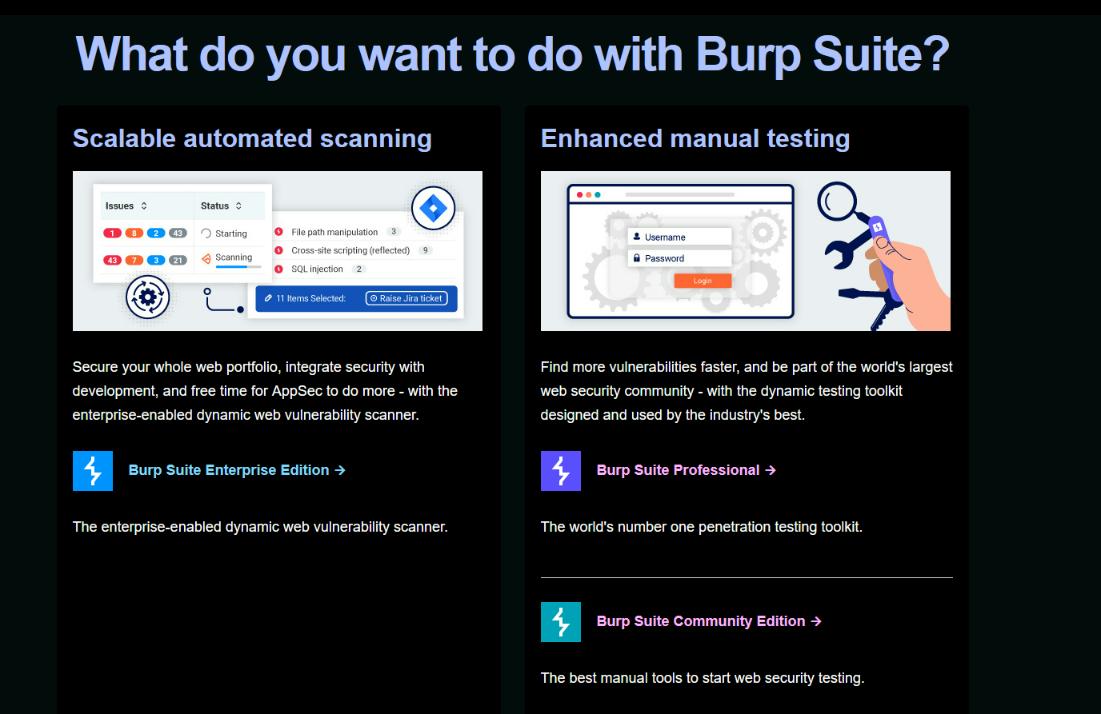 What do you want to do with Burp Suite?
Scalable automated scanning
Issues Status
1 8 2 43 Starting
43 7 3 21 Scanning
File path manipulation 3
Cross-site scripting (reflected) 9
SQL injection 2
11 Items Selected: Raise Jira ticket
Secure your whole web portfolio, integrate security with
development, and free time for AppSec to do more - with the
enterprise-enabled dynamic web vulnerability scanner.
Burp Suite Enterprise Edition →
The enterprise-enabled dynamic web vulnerability scanner.
Enhanced manual testing
Username
Password
Login
Find more vulnerabilities faster, and be part of the world's largest
web security community - with the dynamic testing toolkit
designed and used by the industry's best.
Burp Suite Professional →
The world's number one penetration testing toolkit.
Burp Suite Community Edition →
The best manual tools to start web security testing.